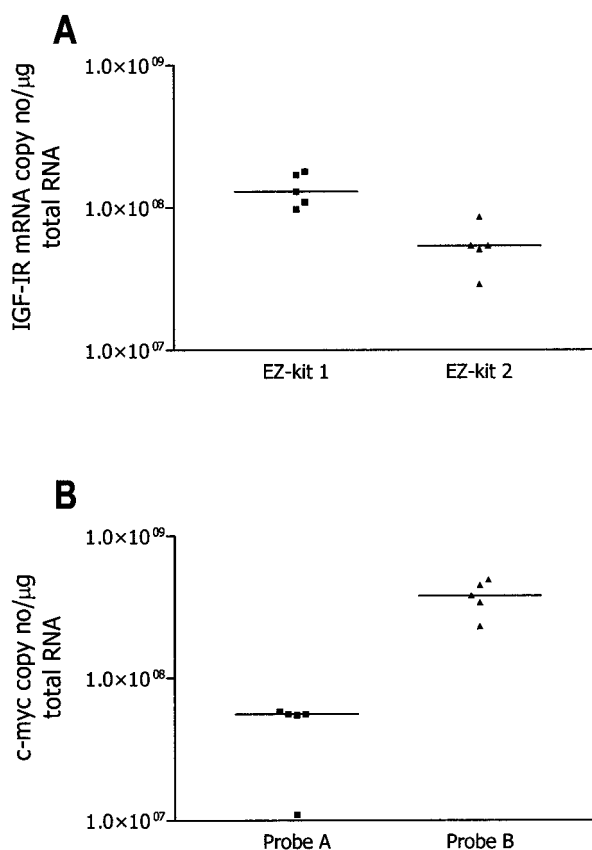 A
IGF-IR mRNA copy no/μg
total RNA
1.0×10⁰⁹
1.0×10⁰⁸
1.0×10⁰⁷
EZ-kit 1
EZ-kit 2
B
c-myc copy no/μg
total RNA
1.0×10⁰⁹
1.0×10⁰⁸
1.0×10⁰⁷
Probe A
Probe B